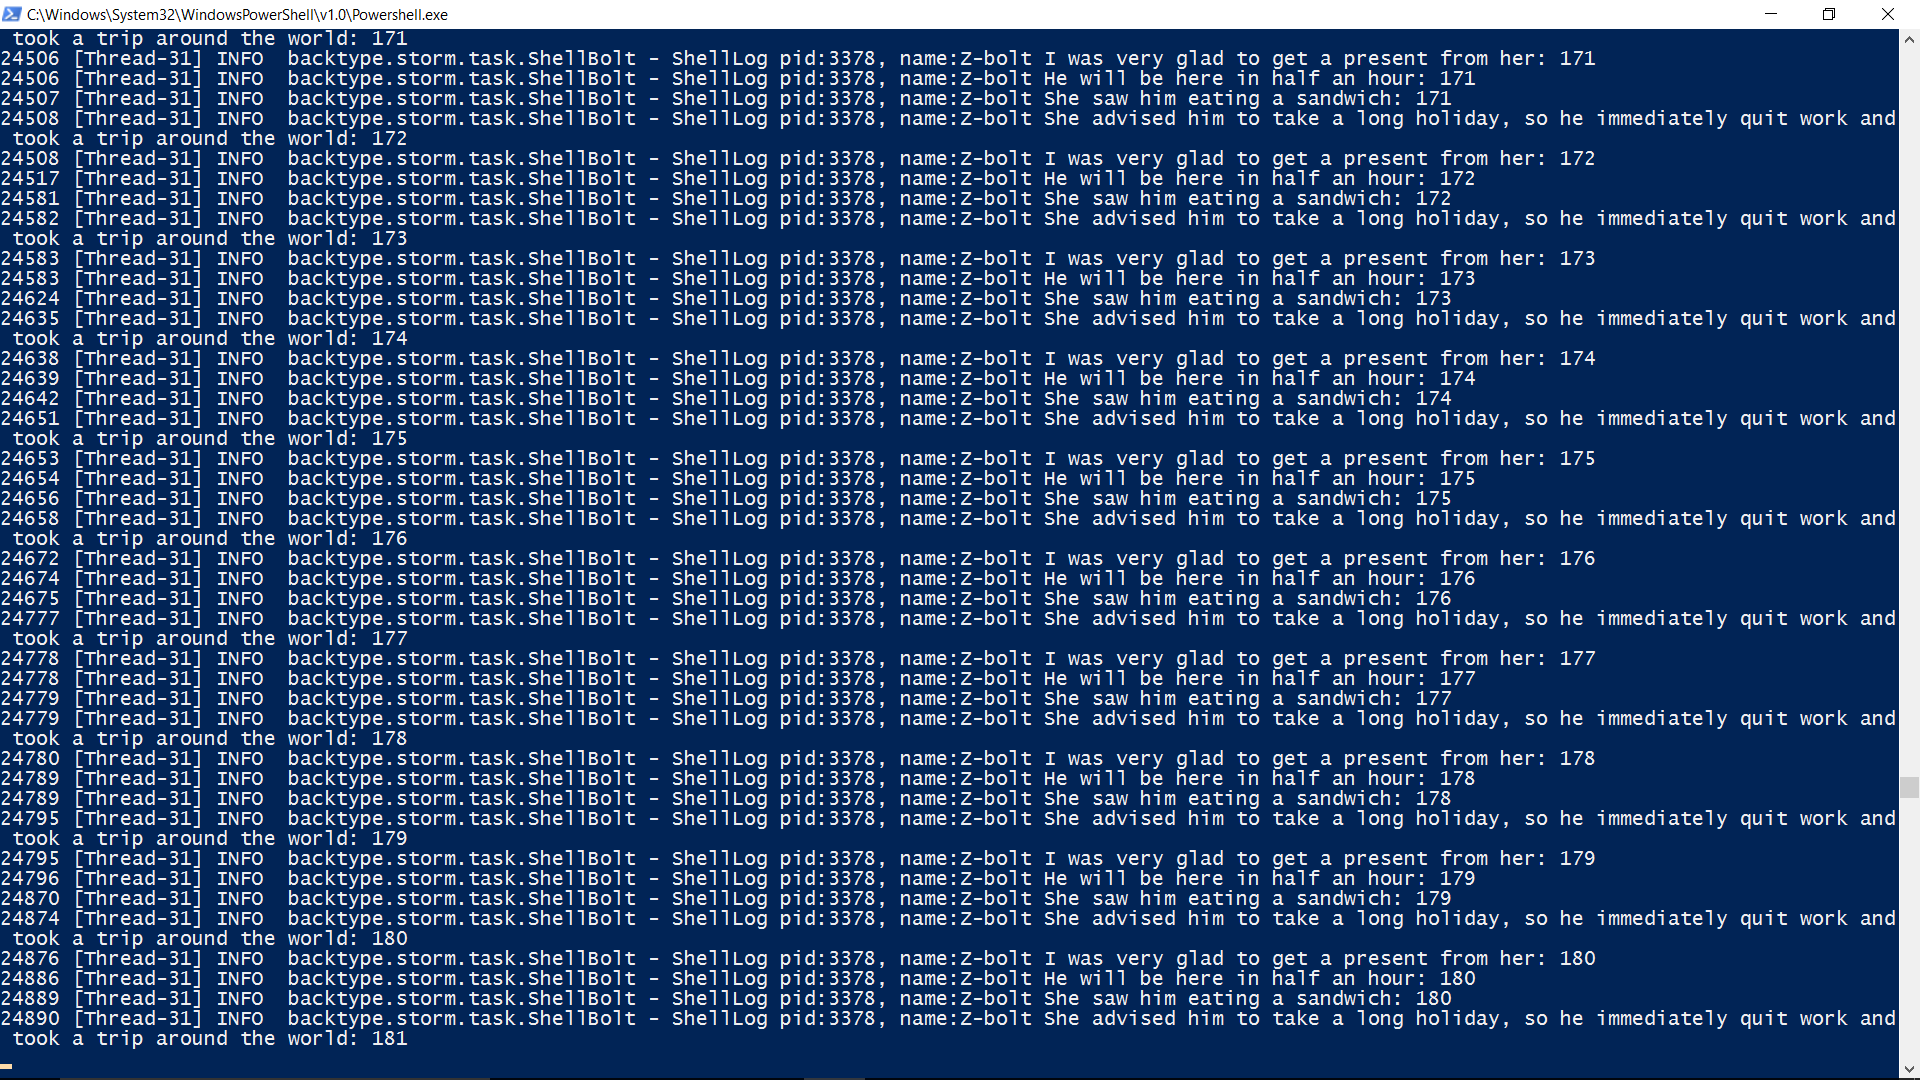 C:\Windows\System32\WindowsPowerShell\v1.0\Powershell.exe
 took a trip around the world: 171
24506 [Thread-31] INFO  backtype.storm.task.ShellBolt - ShellLog pid:3378, name:Z-bolt I was very glad to get a present from her: 171
24506 [Thread-31] INFO  backtype.storm.task.ShellBolt - ShellLog pid:3378, name:Z-bolt He will be here in half an hour: 171
24507 [Thread-31] INFO  backtype.storm.task.ShellBolt - ShellLog pid:3378, name:Z-bolt She saw him eating a sandwich: 171
24508 [Thread-31] INFO  backtype.storm.task.ShellBolt - ShellLog pid:3378, name:Z-bolt She advised him to take a long holiday, so he immediately quit work and
 took a trip around the world: 172
24508 [Thread-31] INFO  backtype.storm.task.ShellBolt - ShellLog pid:3378, name:Z-bolt I was very glad to get a present from her: 172
24517 [Thread-31] INFO  backtype.storm.task.ShellBolt - ShellLog pid:3378, name:Z-bolt He will be here in half an hour: 172
24581 [Thread-31] INFO  backtype.storm.task.ShellBolt - ShellLog pid:3378, name:Z-bolt She saw him eating a sandwich: 172
24582 [Thread-31] INFO  backtype.storm.task.ShellBolt - ShellLog pid:3378, name:Z-bolt She advised him to take a long holiday, so he immediately quit work and
 took a trip around the world: 173
24583 [Thread-31] INFO  backtype.storm.task.ShellBolt - ShellLog pid:3378, name:Z-bolt I was very glad to get a present from her: 173
24583 [Thread-31] INFO  backtype.storm.task.ShellBolt - ShellLog pid:3378, name:Z-bolt He will be here in half an hour: 173
24624 [Thread-31] INFO  backtype.storm.task.ShellBolt - ShellLog pid:3378, name:Z-bolt She saw him eating a sandwich: 173
24635 [Thread-31] INFO  backtype.storm.task.ShellBolt - ShellLog pid:3378, name:Z-bolt She advised him to take a long holiday, so he immediately quit work and
 took a trip around the world: 174
24638 [Thread-31] INFO  backtype.storm.task.ShellBolt - ShellLog pid:3378, name:Z-bolt I was very glad to get a present from her: 174
24639 [Thread-31] INFO  backtype.storm.task.ShellBolt - ShellLog pid:3378, name:Z-bolt He will be here in half an hour: 174
24642 [Thread-31] INFO  backtype.storm.task.ShellBolt - ShellLog pid:3378, name:Z-bolt She saw him eating a sandwich: 174
24651 [Thread-31] INFO  backtype.storm.task.ShellBolt - ShellLog pid:3378, name:Z-bolt She advised him to take a long holiday, so he immediately quit work and
 took a trip around the world: 175
24653 [Thread-31] INFO  backtype.storm.task.ShellBolt - ShellLog pid:3378, name:Z-bolt I was very glad to get a present from her: 175
24654 [Thread-31] INFO  backtype.storm.task.ShellBolt - ShellLog pid:3378, name:Z-bolt He will be here in half an hour: 175
24656 [Thread-31] INFO  backtype.storm.task.ShellBolt - ShellLog pid:3378, name:Z-bolt She saw him eating a sandwich: 175
24658 [Thread-31] INFO  backtype.storm.task.ShellBolt - ShellLog pid:3378, name:Z-bolt She advised him to take a long holiday, so he immediately quit work and
 took a trip around the world: 176
24672 [Thread-31] INFO  backtype.storm.task.ShellBolt - ShellLog pid:3378, name:Z-bolt I was very glad to get a present from her: 176
24674 [Thread-31] INFO  backtype.storm.task.ShellBolt - ShellLog pid:3378, name:Z-bolt He will be here in half an hour: 176
24675 [Thread-31] INFO  backtype.storm.task.ShellBolt - ShellLog pid:3378, name:Z-bolt She saw him eating a sandwich: 176
24777 [Thread-31] INFO  backtype.storm.task.ShellBolt - ShellLog pid:3378, name:Z-bolt She advised him to take a long holiday, so he immediately quit work and
 took a trip around the world: 177
24778 [Thread-31] INFO  backtype.storm.task.ShellBolt - ShellLog pid:3378, name:Z-bolt I was very glad to get a present from her: 177
24778 [Thread-31] INFO  backtype.storm.task.ShellBolt - ShellLog pid:3378, name:Z-bolt He will be here in half an hour: 177
24779 [Thread-31] INFO  backtype.storm.task.ShellBolt - ShellLog pid:3378, name:Z-bolt She saw him eating a sandwich: 177
24779 [Thread-31] INFO  backtype.storm.task.ShellBolt - ShellLog pid:3378, name:Z-bolt She advised him to take a long holiday, so he immediately quit work and
 took a trip around the world: 178
24780 [Thread-31] INFO  backtype.storm.task.ShellBolt - ShellLog pid:3378, name:Z-bolt I was very glad to get a present from her: 178
24789 [Thread-31] INFO  backtype.storm.task.ShellBolt - ShellLog pid:3378, name:Z-bolt He will be here in half an hour: 178
24789 [Thread-31] INFO  backtype.storm.task.ShellBolt - ShellLog pid:3378, name:Z-bolt She saw him eating a sandwich: 178
24795 [Thread-31] INFO  backtype.storm.task.ShellBolt - ShellLog pid:3378, name:Z-bolt She advised him to take a long holiday, so he immediately quit work and
 took a trip around the world: 179
24795 [Thread-31] INFO  backtype.storm.task.ShellBolt - ShellLog pid:3378, name:Z-bolt I was very glad to get a present from her: 179
24796 [Thread-31] INFO  backtype.storm.task.ShellBolt - ShellLog pid:3378, name:Z-bolt He will be here in half an hour: 179
24870 [Thread-31] INFO  backtype.storm.task.ShellBolt - ShellLog pid:3378, name:Z-bolt She saw him eating a sandwich: 179
24874 [Thread-31] INFO  backtype.storm.task.ShellBolt - ShellLog pid:3378, name:Z-bolt She advised him to take a long holiday, so he immediately quit work and
 took a trip around the world: 180
24876 [Thread-31] INFO  backtype.storm.task.ShellBolt - ShellLog pid:3378, name:Z-bolt I was very glad to get a present from her: 180
24886 [Thread-31] INFO  backtype.storm.task.ShellBolt - ShellLog pid:3378, name:Z-bolt He will be here in half an hour: 180
24889 [Thread-31] INFO  backtype.storm.task.ShellBolt - ShellLog pid:3378, name:Z-bolt She saw him eating a sandwich: 180
24890 [Thread-31] INFO  backtype.storm.task.ShellBolt - ShellLog pid:3378, name:Z-bolt She advised him to take a long holiday, so he immediately quit work and
 took a trip around the world: 181